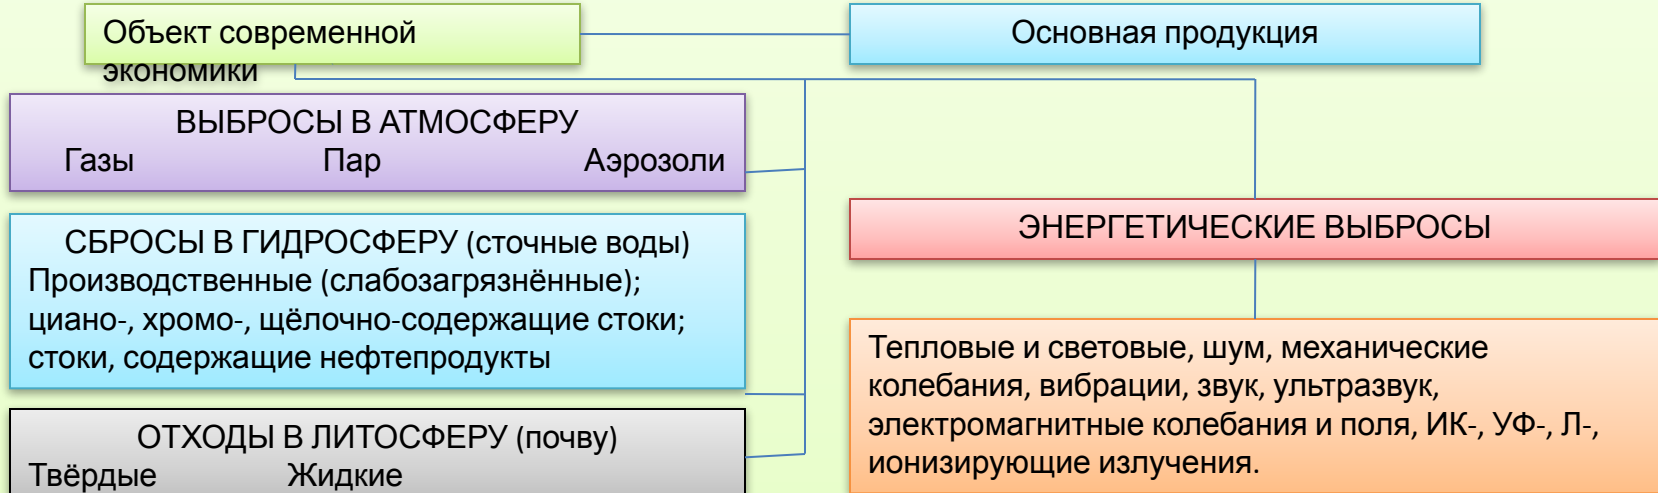 Объект современной
экономики
Основная продукция
ВЫБРОСЫ В АТМОСФЕРУ
Газы Пар Аэрозоли
СБРОСЫ В ГИДРОСФЕРУ (сточные воды)
Производственные (слабозагрязнённые);
циано-, хромо-, щёлочно-содержащие стоки;
стоки, содержащие нефтепродукты
ОТХОДЫ В ЛИТОСФЕРУ (почву)
Твёрдые Жидкие
ЭНЕРГЕТИЧЕСКИЕ ВЫБРОСЫ
Тепловые и световые, шум, механические
колебания, вибрации, звук, ультразвук,
электромагнитные колебания и поля, ИК-, УФ-, Л-,
ионизирующие излучения.